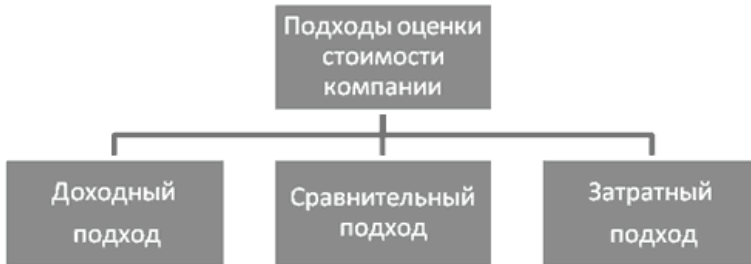 Подходы оценки
стоимости
компании
Доходный
подход
Сравнительный
подход
Затратный
подход